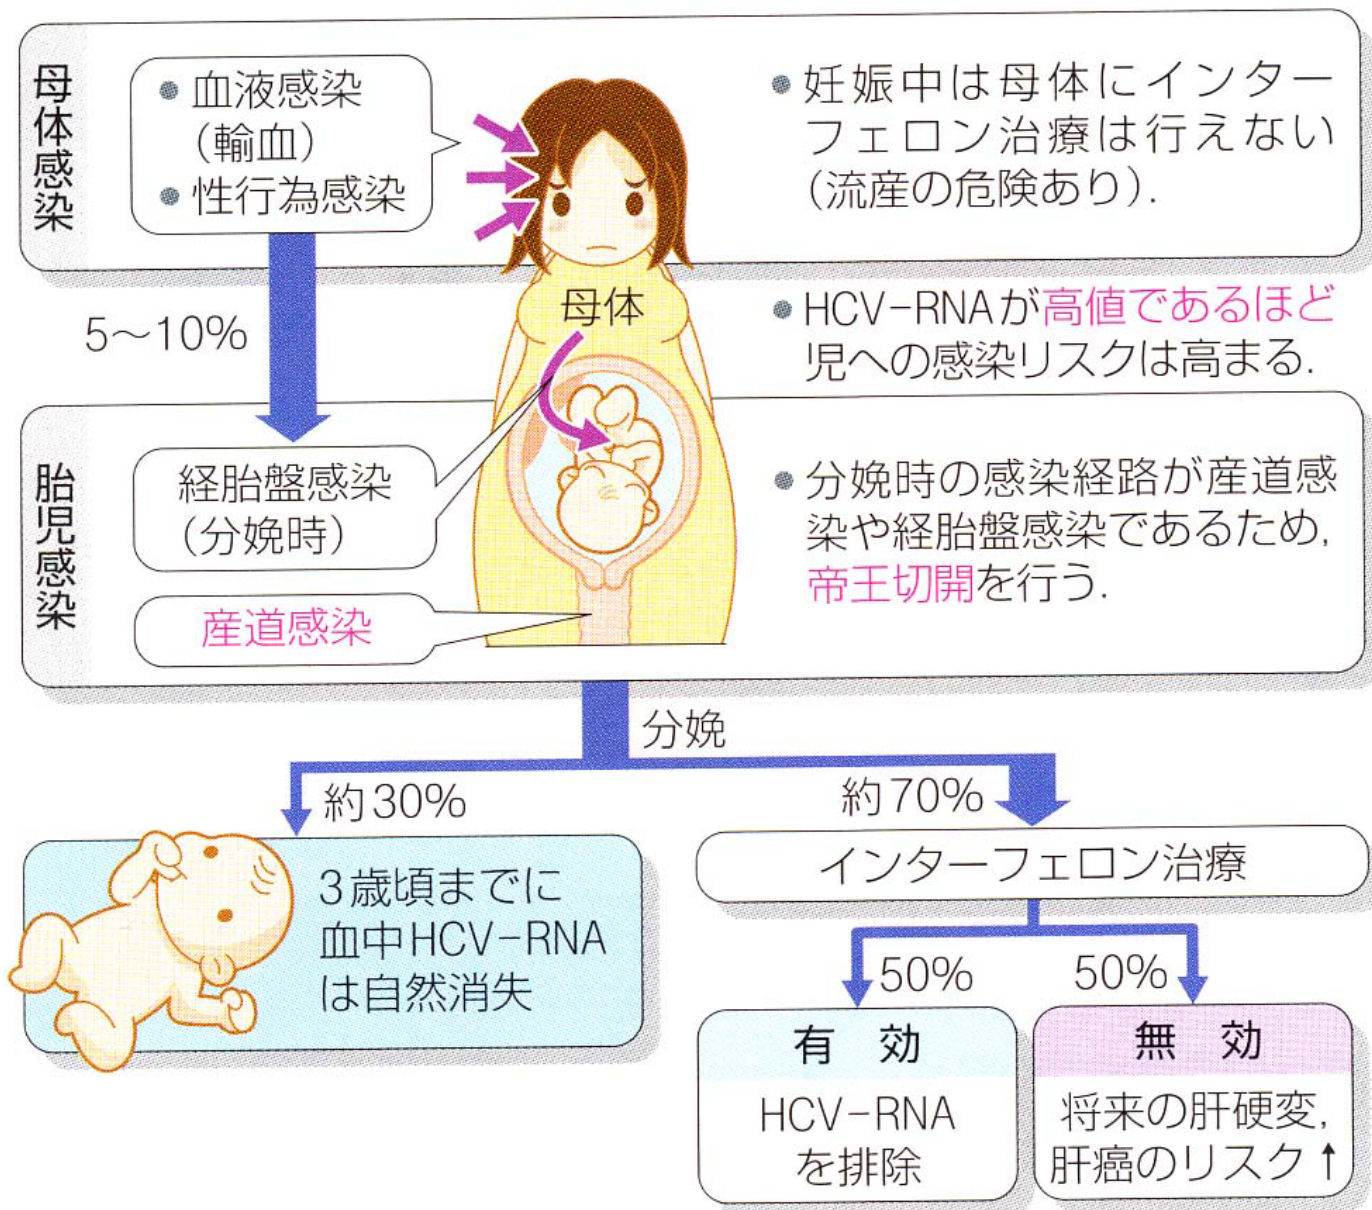 母体感染
● 血液感染
（輸血）
● 性行為感染
● 妊娠中は母体にインター
フェロン治療は行えない
（流産の危険あり）．
5〜10%
母体
● HCV-RNAが高値であるほど
児への感染リスクは高まる．
胎児感染
経胎盤感染
（分娩時）
産道感染
● 分娩時の感染経路が産道感
染や経胎盤感染であるため，
帝王切開を行う．
分娩
約30%
約70%
3歳頃までに
血中HCV-RNA
は自然消失
インターフェロン治療
50%
50%
有　効
HCV-RNA
を排除
無　効
将来の肝硬変，
肝癌のリスク↑